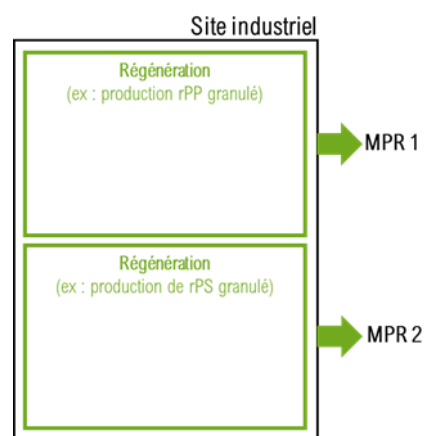 Site industriel
Régénération
(ex : production rPP granulé)
MPR 1
Régénération
(ex : production de rPS granulé)
MPR 2